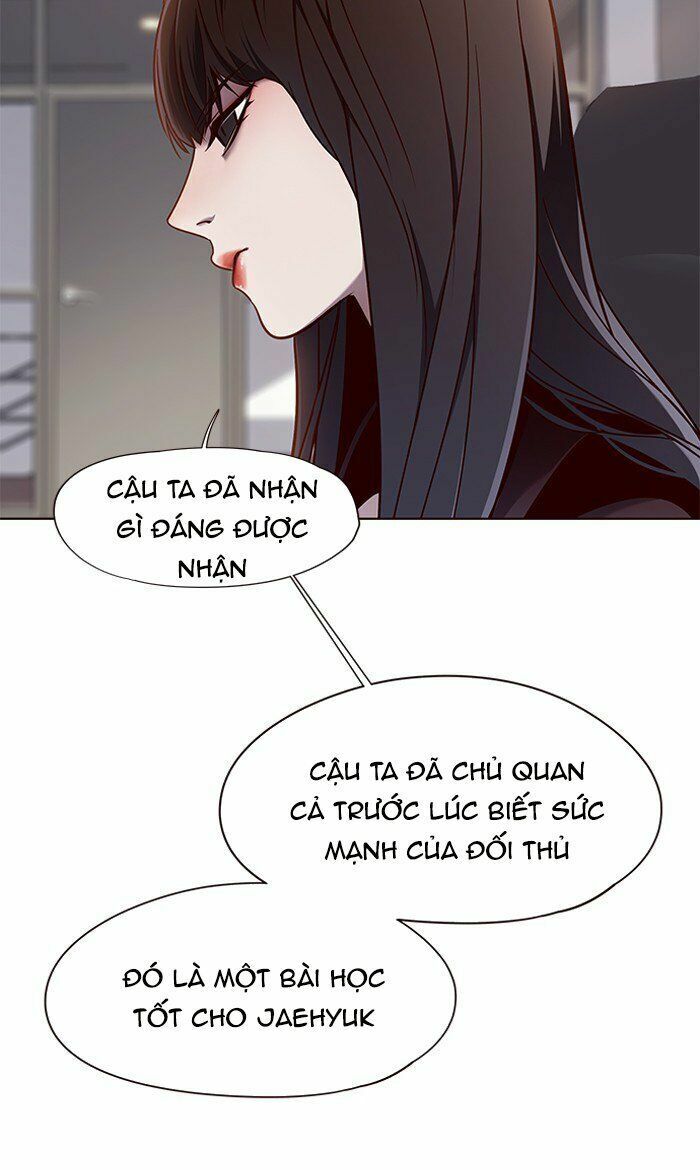 CẬU TA ĐÃ NHẬN
GÌ ĐÁNG ĐƯỢC
NHẬN
CẬU TA ĐÃ CHỦ QUAN
CẢ TRƯỚC LÚC BIẾT SỨC
MẠNH CỦA ĐỐI THỦ
ĐÓ LÀ MỘT BÀI HỌC
TỐT CHO JAEHYUK